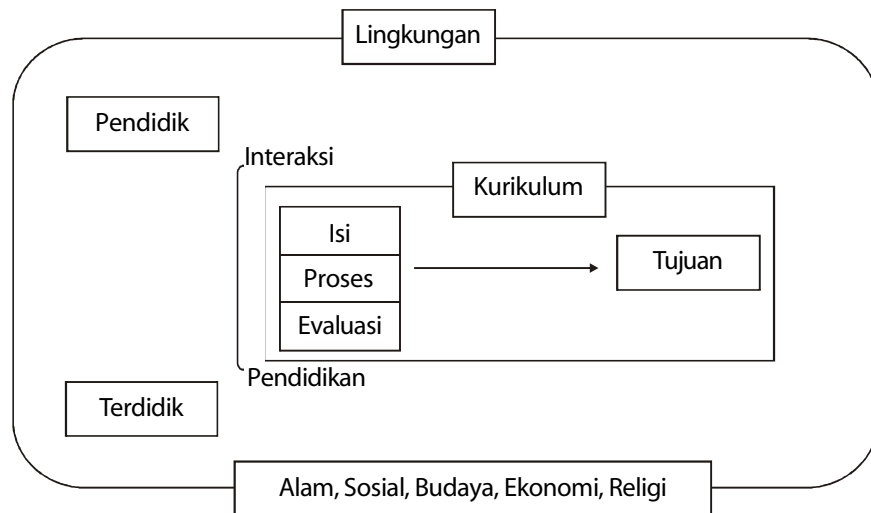 Lingkungan
Pendidik
Interaksi
Kurikulum
Isi
Proses
Evaluasi
Tujuan
Pendidikan
Terdidik
Alam, Sosial, Budaya, Ekonomi, Religi